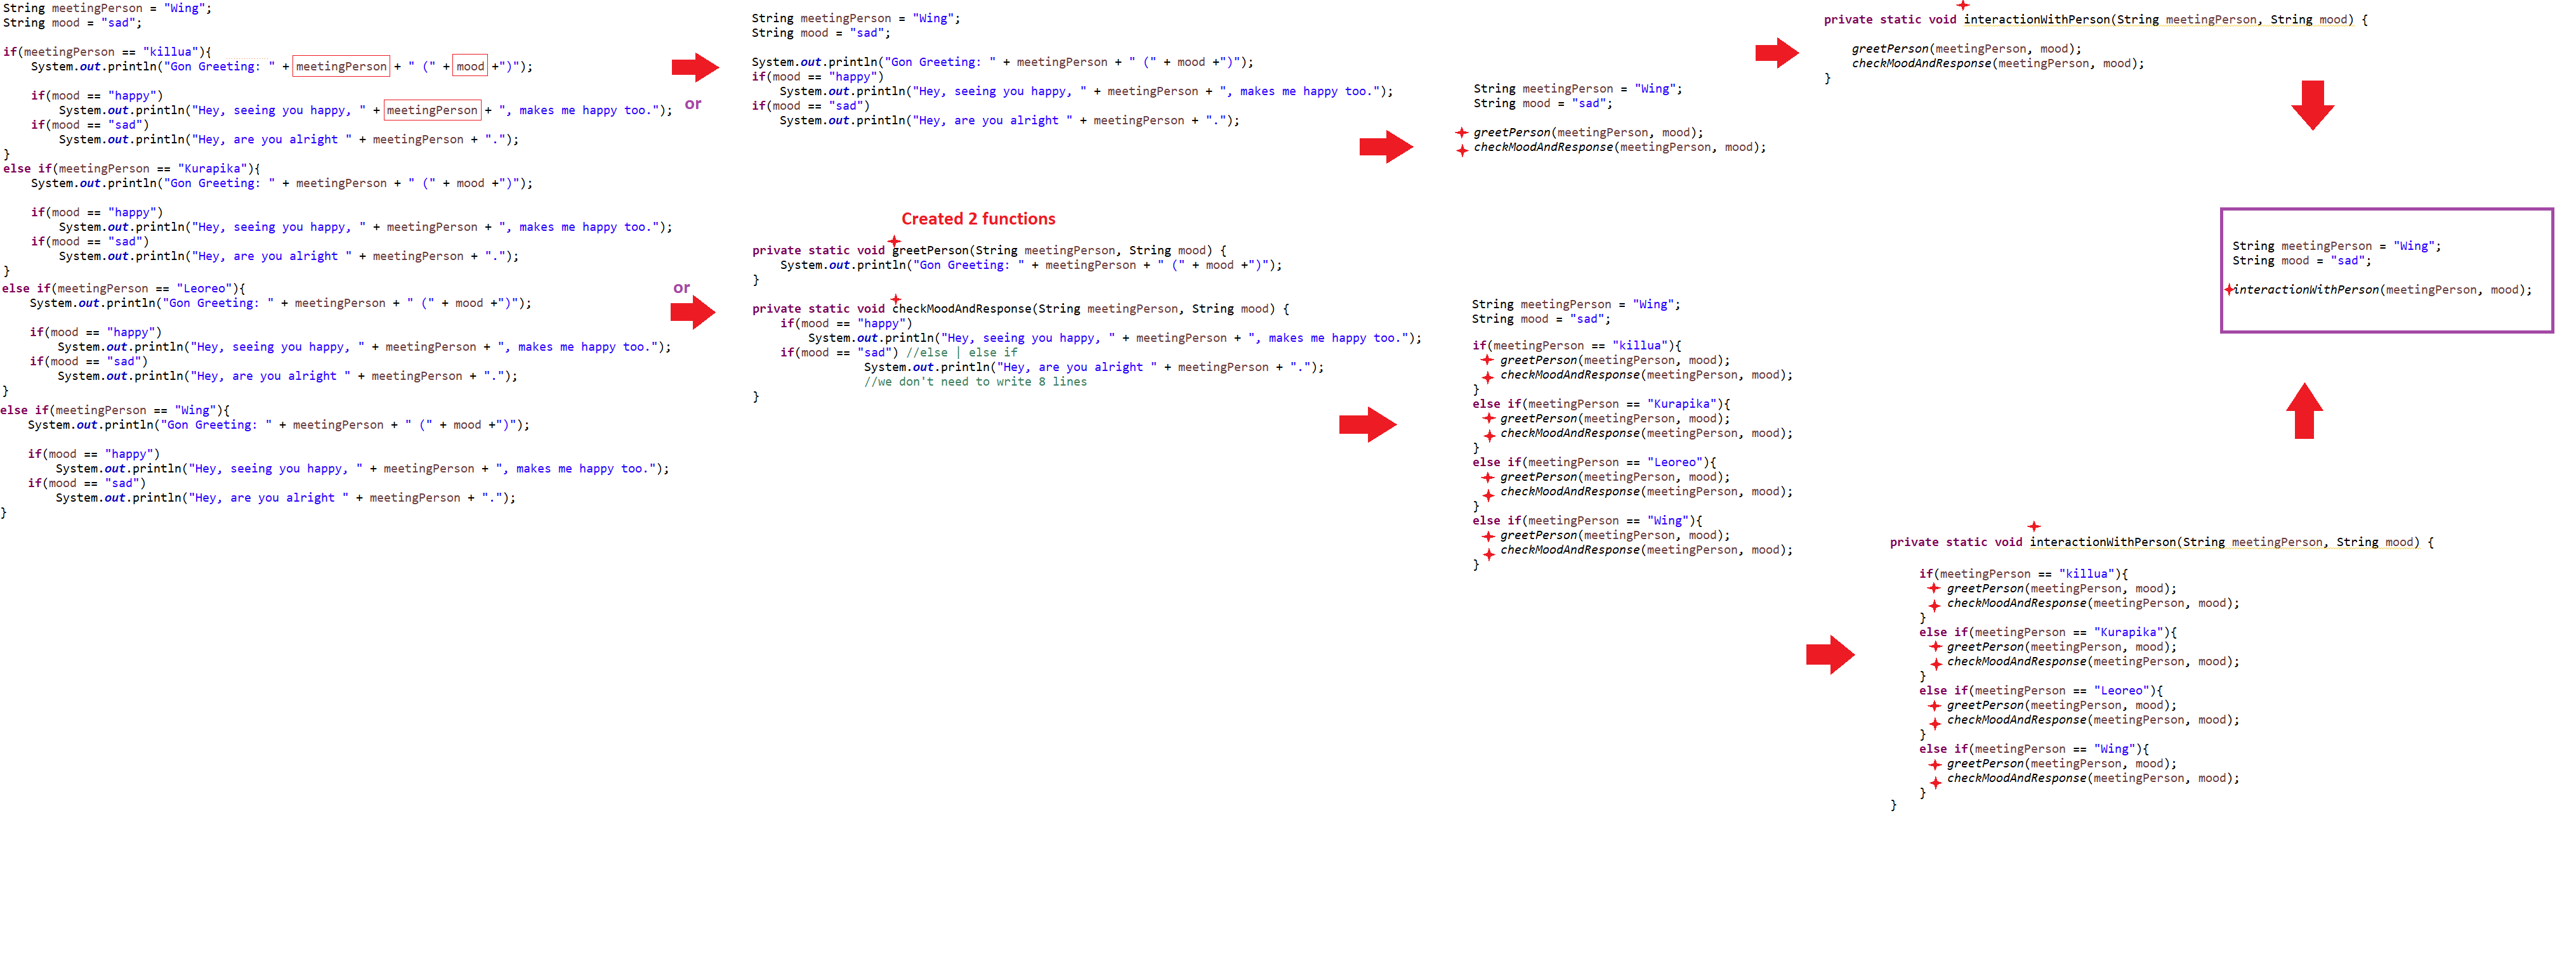 String meetingPerson = "Wing";
String mood = "sad";
if(meetingPerson == "killua"){
System.out.println("Gon Greeting: " + meetingPerson + " (" + mood +")");
if(mood == "happy")
System.out.println("Hey, seeing you happy, " + meetingPerson + ", makes me happy too.");
if(mood == "sad")
System.out.println("Hey, are you alright " + meetingPerson + ".");
}
else if(meetingPerson == "Kurapika"){
System.out.println("Gon Greeting: " + meetingPerson + " (" + mood +")");
if(mood == "happy")
System.out.println("Hey, seeing you happy, " + meetingPerson + ", makes me happy too.");
if(mood == "sad")
System.out.println("Hey, are you alright " + meetingPerson + ".");
}
else if(meetingPerson == "Leoreo"){
System.out.println("Gon Greeting: " + meetingPerson + " (" + mood +")");
if(mood == "happy")
System.out.println("Hey, seeing you happy, " + meetingPerson + ", makes me happy too.");
if(mood == "sad")
System.out.println("Hey, are you alright " + meetingPerson + ".");
}
else if(meetingPerson == "Wing"){
System.out.println("Gon Greeting: " + meetingPerson + " (" + mood +")");
if(mood == "happy")
System.out.println("Hey, seeing you happy, " + meetingPerson + ", makes me happy too.");
if(mood == "sad")
System.out.println("Hey, are you alright " + meetingPerson + ".");
}
or
or
String meetingPerson = "Wing";
String mood = "sad";
System.out.println("Gon Greeting: " + meetingPerson + " (" + mood +")");
if(mood == "happy")
System.out.println("Hey, seeing you happy, " + meetingPerson + ", makes me happy too.");
if(mood == "sad")
System.out.println("Hey, are you alright " + meetingPerson + ".");
Created 2 functions
private static void greetPerson(String meetingPerson, String mood) {
System.out.println("Gon Greeting: " + meetingPerson + " (" + mood +")");
}
private static void checkMoodAndResponse(String meetingPerson, String mood) {
if(mood == "happy")
System.out.println("Hey, seeing you happy, " + meetingPerson + ", makes me happy too.");
if(mood == "sad") //else | else if
System.out.println("Hey, are you alright " + meetingPerson + ".");
//we don't need to write 8 lines
}
String meetingPerson = "Wing";
String mood = "sad";
greetPerson(meetingPerson, mood);
checkMoodAndResponse(meetingPerson, mood);
String meetingPerson = "Wing";
String mood = "sad";
if(meetingPerson == "killua"){
greetPerson(meetingPerson, mood);
checkMoodAndResponse(meetingPerson, mood);
}
else if(meetingPerson == "Kurapika"){
greetPerson(meetingPerson, mood);
checkMoodAndResponse(meetingPerson, mood);
}
else if(meetingPerson == "Leoreo"){
greetPerson(meetingPerson, mood);
checkMoodAndResponse(meetingPerson, mood);
}
else if(meetingPerson == "Wing"){
greetPerson(meetingPerson, mood);
checkMoodAndResponse(meetingPerson, mood);
}
private static void interactionWithPerson(String meetingPerson, String mood) {
greetPerson(meetingPerson, mood);
checkMoodAndResponse(meetingPerson, mood);
}
private static void interactionWithPerson(String meetingPerson, String mood) {
if(meetingPerson == "killua"){
greetPerson(meetingPerson, mood);
checkMoodAndResponse(meetingPerson, mood);
}
else if(meetingPerson == "Kurapika"){
greetPerson(meetingPerson, mood);
checkMoodAndResponse(meetingPerson, mood);
}
else if(meetingPerson == "Leoreo"){
greetPerson(meetingPerson, mood);
checkMoodAndResponse(meetingPerson, mood);
}
else if(meetingPerson == "Wing"){
greetPerson(meetingPerson, mood);
checkMoodAndResponse(meetingPerson, mood);
}
}
String meetingPerson = "Wing";
String mood = "sad";
interactionWithPerson(meetingPerson, mood);